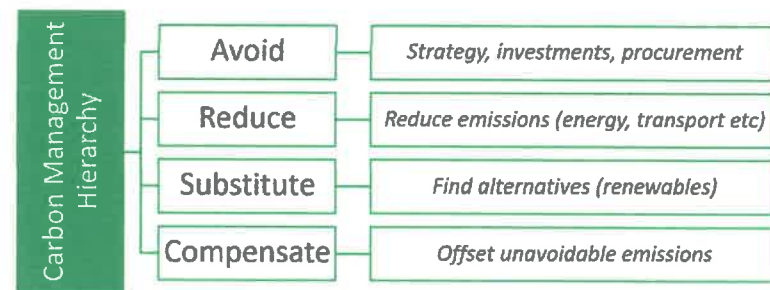 Carbon Management
Hierarchy
Avoid
Strategy, investments, procurement
Reduce
Reduce emissions (energy, transport etc)
Substitute
Find alternatives (renewables)
Compensate
Offset unavoidable emissions